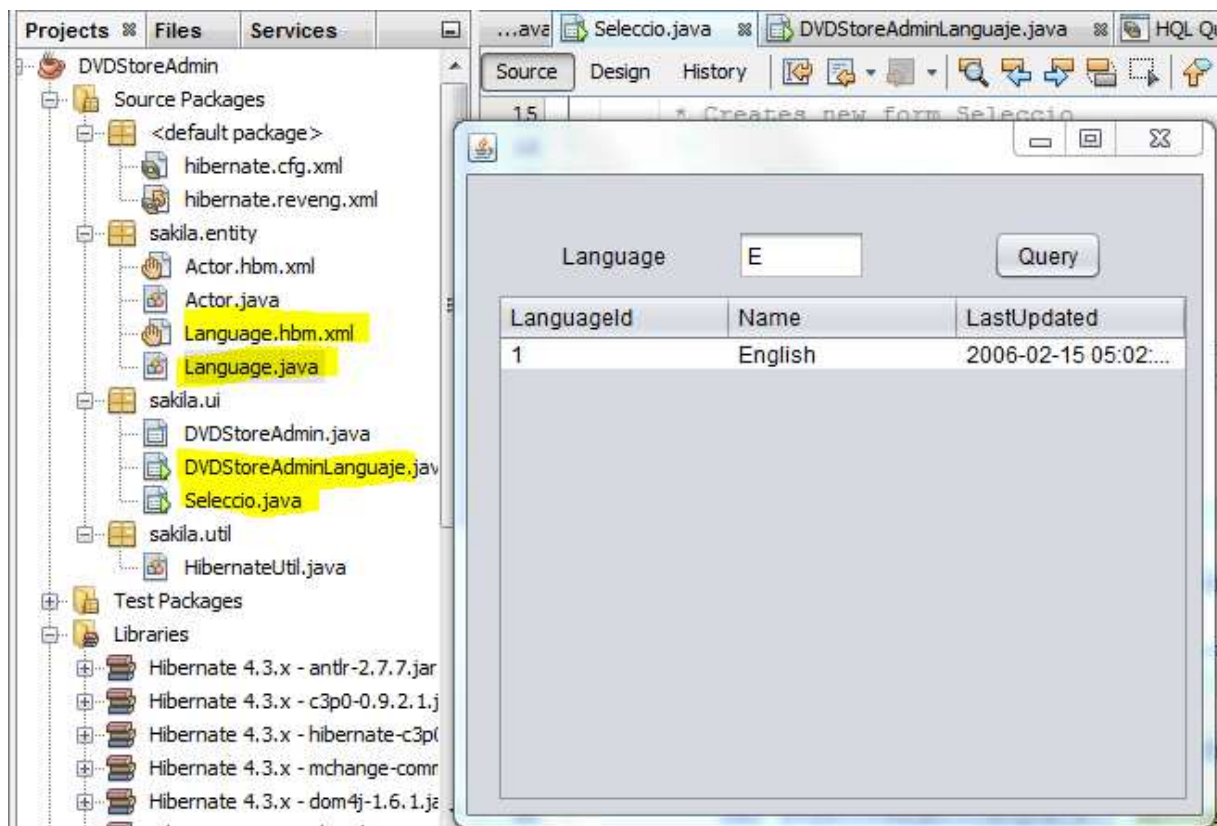 Projects Files Services
DVDStoreAdmin
Source Packages
<default package>
hibernate.cfg.xml
hibernate.reveng.xml
sakila.entity
Actor.hbm.xml
Actor.java
Language.hbm.xml
Language.java
sakila.ui
DVDStoreAdmin.java
DVDStoreAdminLanguaje.jav
Seleccio.java
sakila.util
HibernateUtil.java
Test Packages
Libraries
Hibernate 4.3.x - antlr-2.7.7.jar
Hibernate 4.3.x - c3p0-0.9.2.1.j
Hibernate 4.3.x - hibernate-c3p
Hibernate 4.3.x - mchange-comm
Hibernate 4.3.x - dom4j-1.6.1.ja
...ava Seleccio.java DVDStoreAdminLanguaje.java HQL Qu
Source Design History
15 * Creates new form Seleccio
Language E Query
LanguageId Name LastUpdated
1 English 2006-02-15 05:02:...